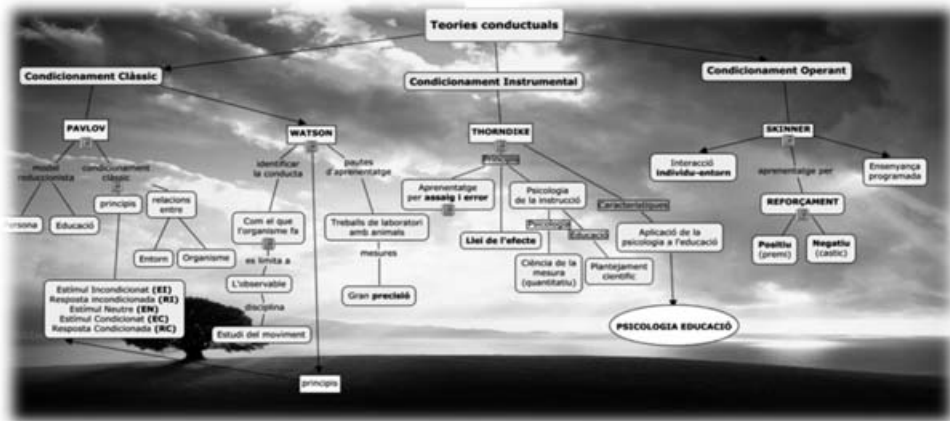 Teories conductuals
Condicionament Clàssic
Condicionament Instrumental
Condicionament Operant
PAVLOV
model
reduccionista
condicionament
clàssic
Persona
Educació
principis
relacions
entre
Entorn
Organisme
Estímul Incondicionat (EI)
Resposta incondicionada (RI)
Estímul Neutre (EN)
Estímul Condicionat (EC)
Resposta Condicionada (RC)
WATSON
identificar
la conducta
pautes
d'aprenentatge
Com el que
l'organisme fa
es limita a
L'observable
disciplina
Estudi del moviment
Treballs de laboratori
amb animals
mesures
Gran precisió
principis
THORNDIKE
Principis
Aprenentatge
per assaig i error
Llei de l'efecte
Psicologia
de la instrucció
Psicologia
Educació
Ciència de la
mesura
(quantitatiu)
Plantejament
científic
Característiques
Aplicació de la
psicologia a l'educació
PSICOLOGIA EDUCACIÓ
SKINNER
Interacció
individu-entorn
aprenentatge per
Ensenyança
programada
REFORÇAMENT
Positiu
(premi)
Negatiu
(castic)